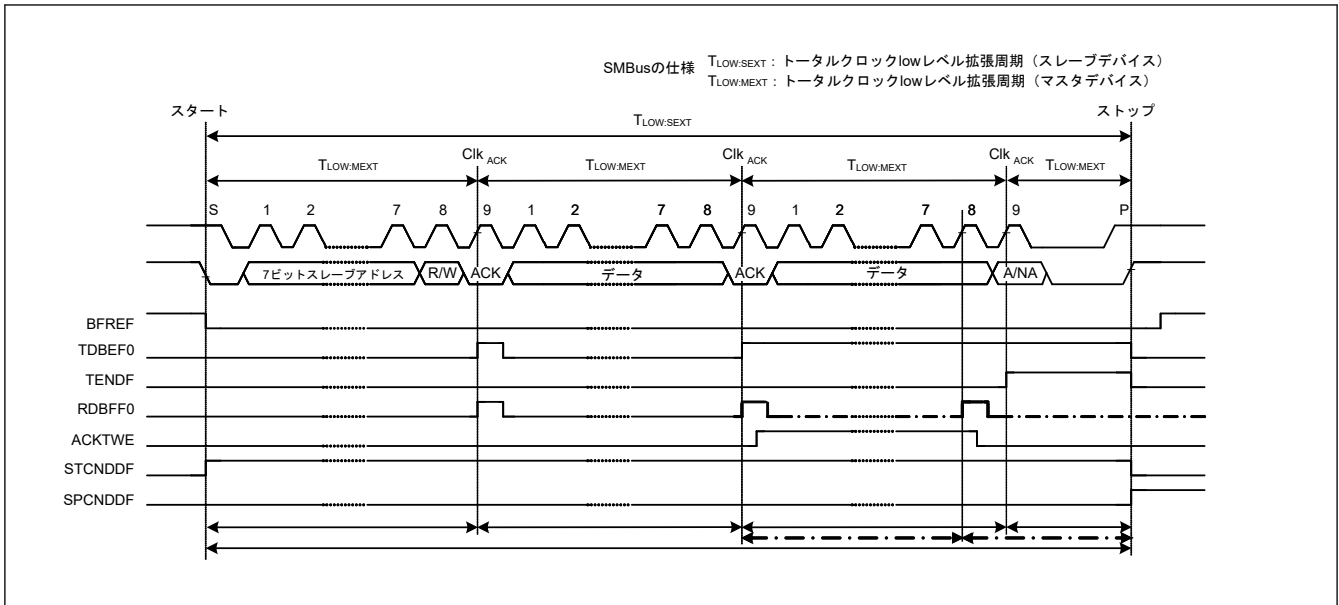 SMBusの仕様 TLOW:SEXT : トータルクロックlowレベル拡張周期（スレーブデバイス）
TLOW:MEXT : トータルクロックlowレベル拡張周期（マスタデバイス）
スタート ストップ
TLOW:SEXT
TLOW:MEXT Clk ACK TLOW:MEXT Clk ACK TLOW:MEXT Clk ACK TLOW:MEXT
S 1 2 7 8 9 1 2 7 8 9 1 2 7 8 9 P
7ビットスレーブアドレス R/W ACK データ ACK データ A/NA
BFREF
TDBEF0
TENDF
RDBFF0
ACKTWE
STCNDDF
SPCNDDF